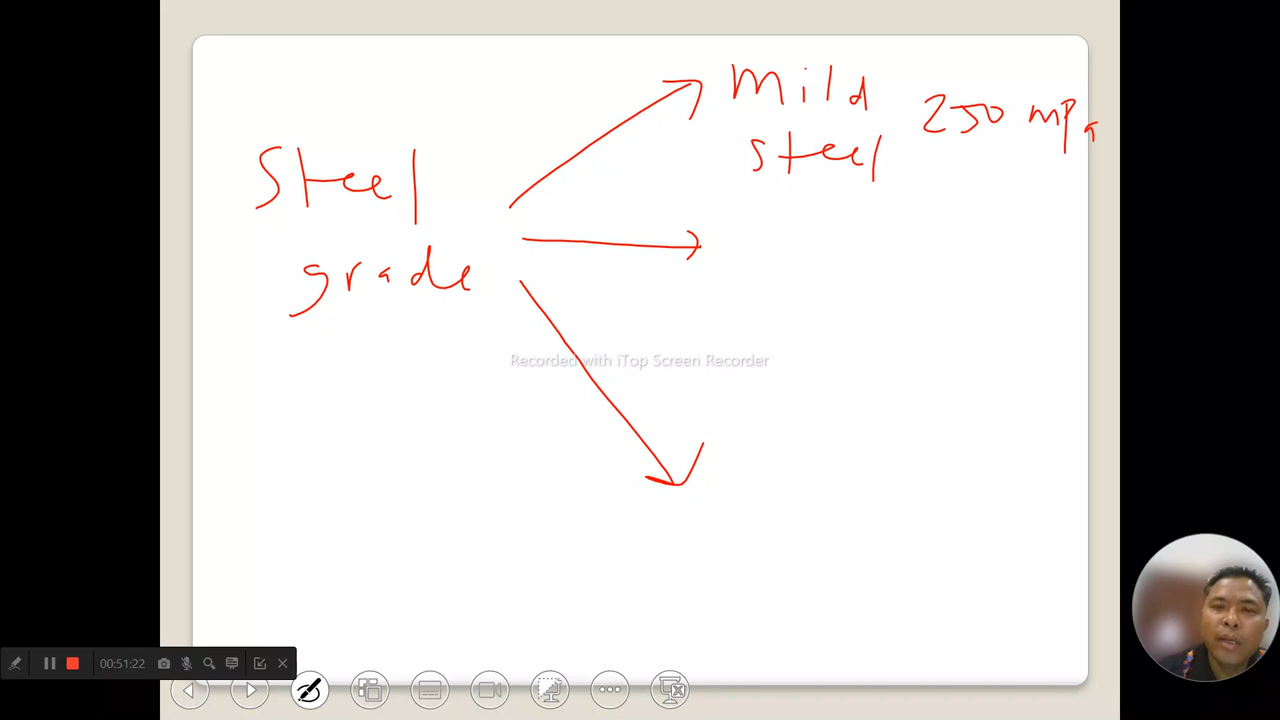 Mild
steel
250 mPa
Steel
grade
Recorded with iTop Screen Recorder
00:51:22